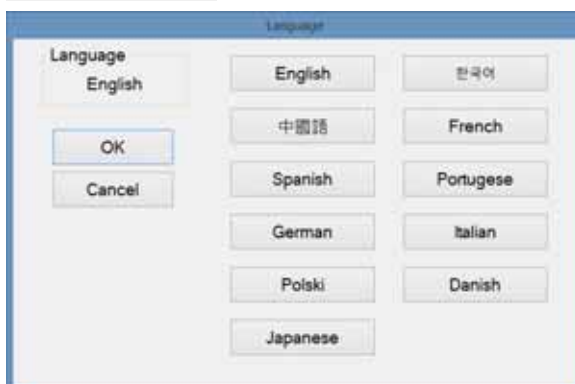 Language
Language
English
OK
Cancel
English
한국어
中國語
French
Spanish
Portugese
German
Italian
Polski
Danish
Japanese